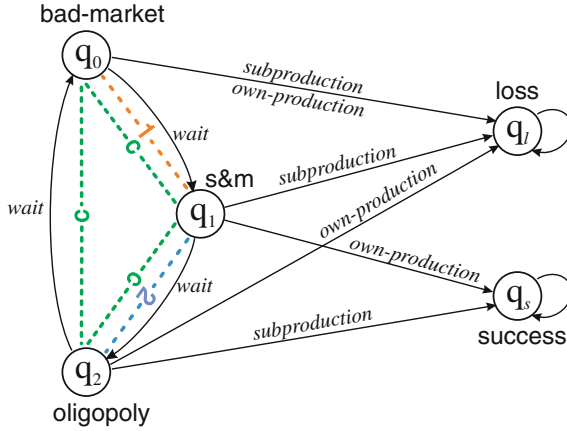 bad-market
q0
subproduction
own-production
loss
ql
wait
1
c
s&m
q1
subproduction
own-production
wait
c
own-production
c
2
wait
qs
success
subproduction
q2
oligopoly